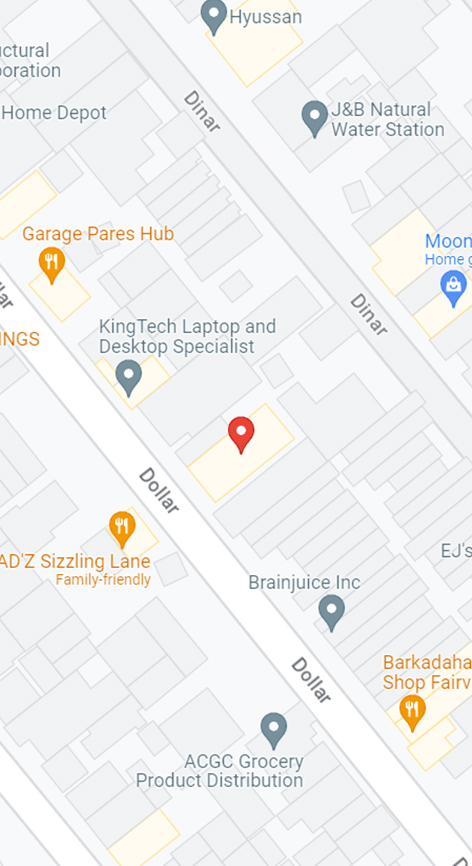 Hyussan
uctural
oration
Home Depot
Dinar
J&B Natural
Water Station
Garage Pares Hub
Moon
Home g
lar
Dinar
INGS
KingTech Laptop and
Desktop Specialist
Dollar
AD'Z Sizzling Lane
Family-friendly
EJ's
Brainjuice Inc
Barkadaha
Shop Fairv
Dollar
ACGC Grocery
Product Distribution